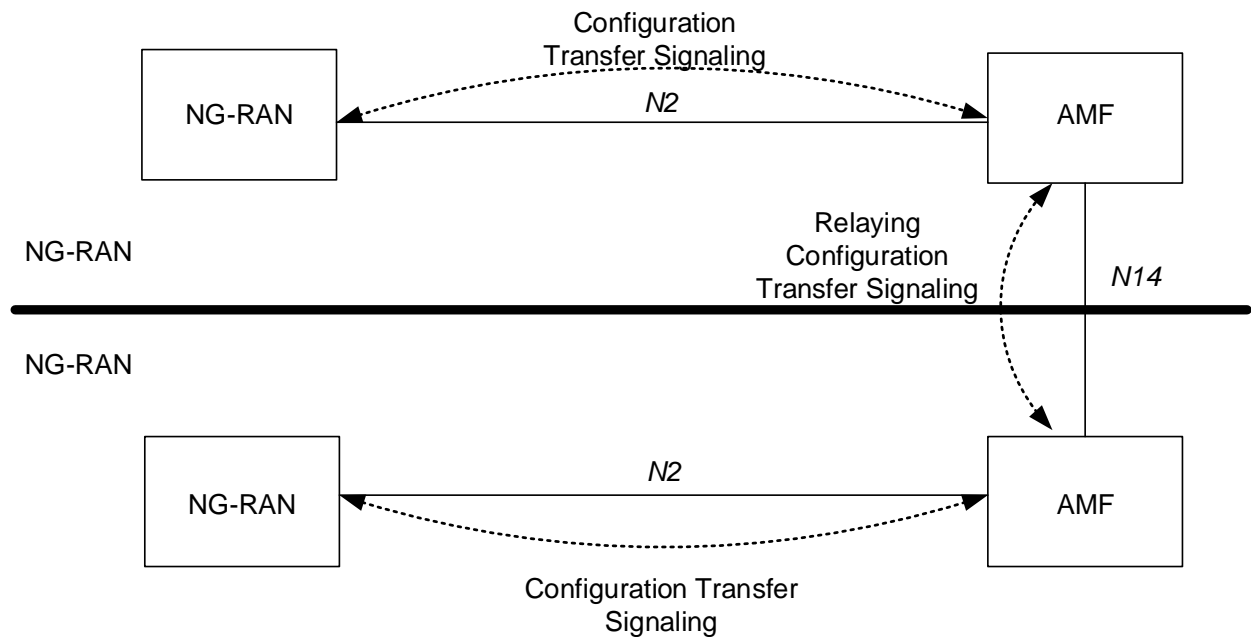 Configuration
Transfer Signaling
N2
NG-RAN
AMF
Relaying
Configuration
Transfer Signaling
NG-RAN
N14
NG-RAN
N2
NG-RAN
AMF
Configuration Transfer
Signaling